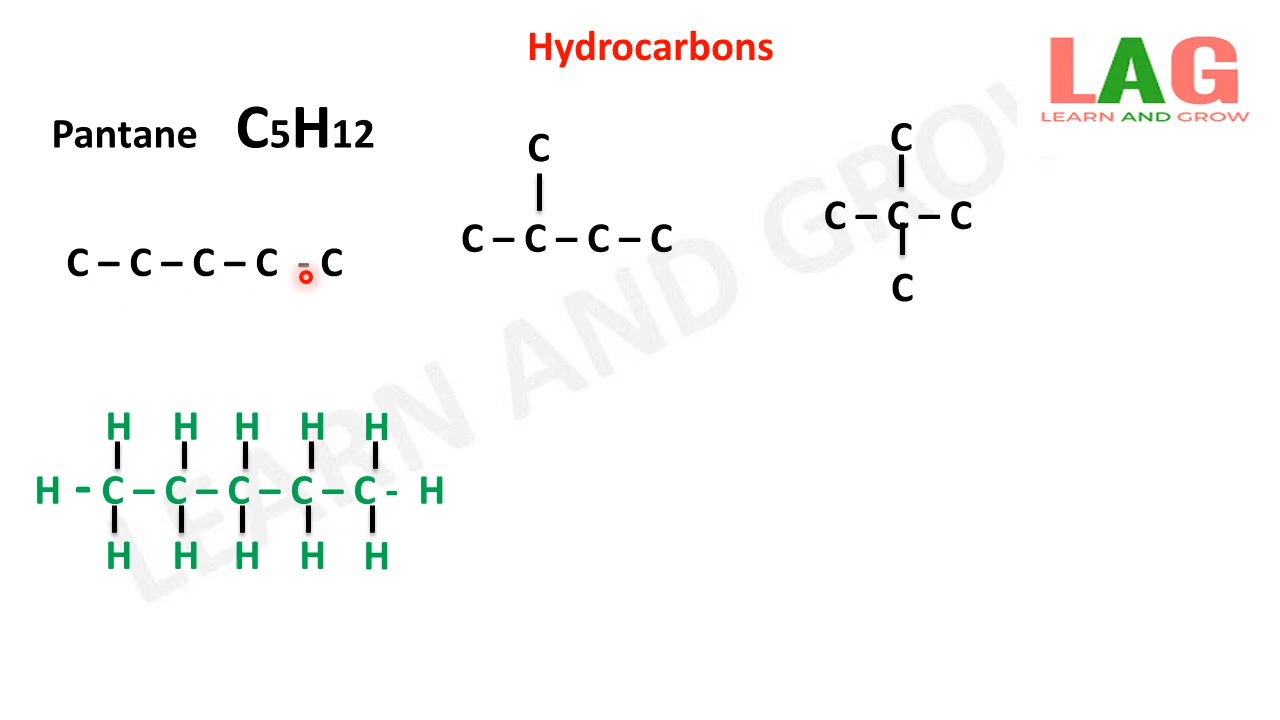 Hydrocarbons
LAG
LEARN AND GROW
Pantane C5H12
C – C – C – C - C
C
C – C – C – C
C
C – C – C
C
H H H H H
H - C – C – C – C – C - H
H H H H H
LEARN AND GROW